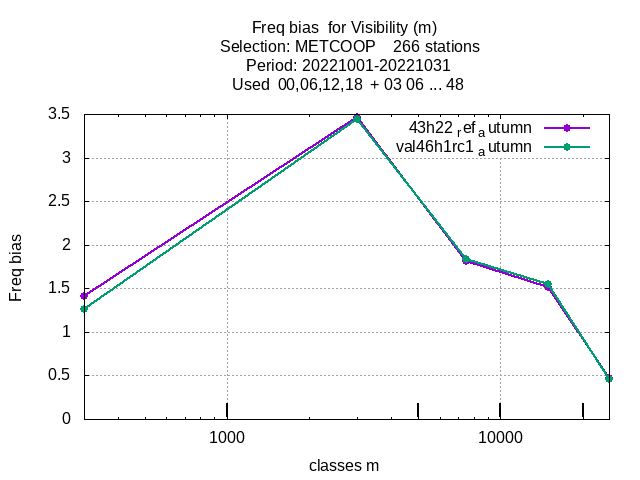 Freq bias  for Visibility (m)
Selection: METCOOP    266 stations
Period: 20221001-20221031
Used  00,06,12,18  + 03 06 ... 48
43h22 ref autumn
val46h1rc1 autumn
3.5
3
2.5
2
1.5
1
0.5
0
Freq bias
1000
10000
classes m